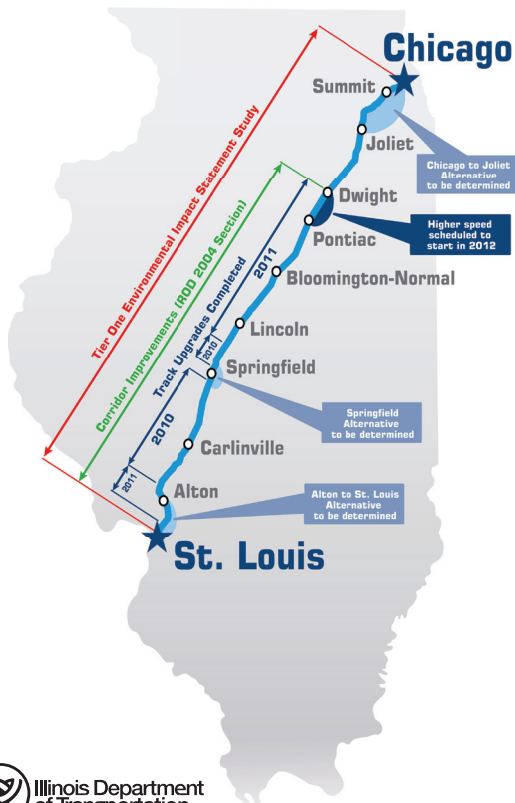 Chicago
Summit
Joliet
Chicago to Joliet
Alternative
to be determined
Dwight
Higher speed
scheduled to
start in 2012
Pontiac
Tier One Environmental Impact Statement Study
Corridor Improvements (ROD 2004 Section)
Track Upgrades Completed
2011
Bloomington-Normal
Lincoln
2010
Springfield
Springfield
Alternative
to be determined
2010
Carlinville
2011
Alton
Alton to St. Louis
Alternative
to be determined
St. Louis
Illinois Department
of Transportation